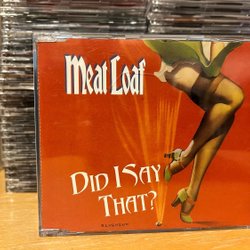 Meat Loaf
DID I SAY
THAT?